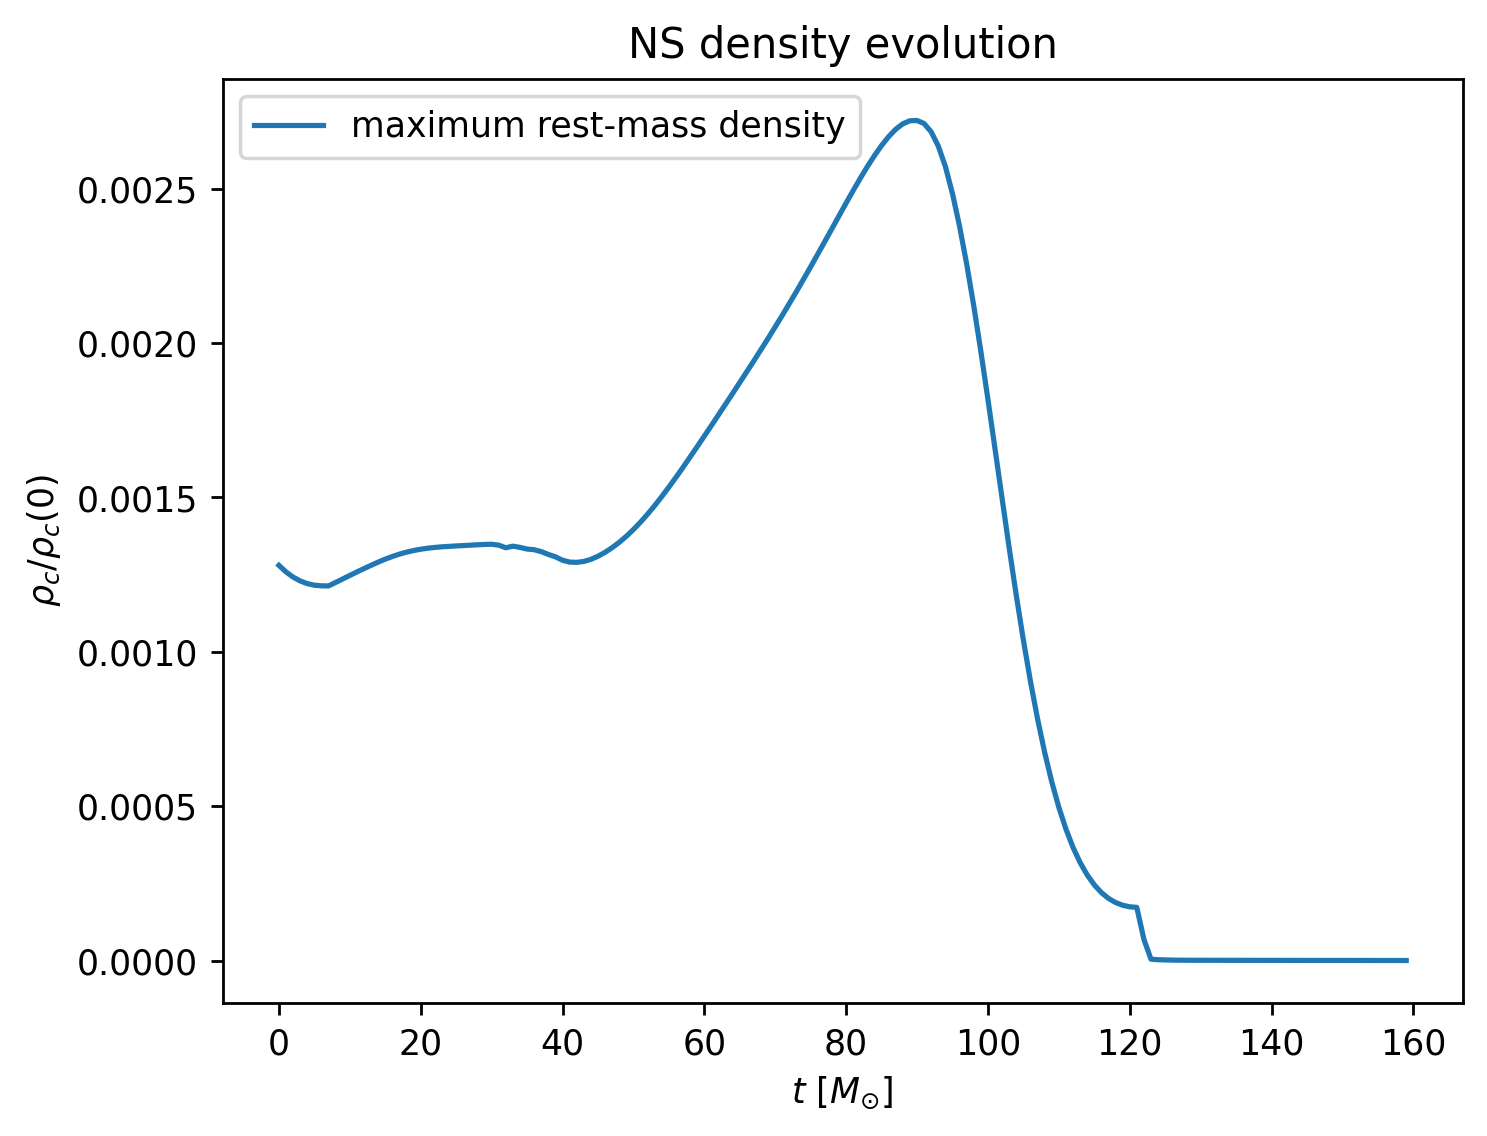 NS density evolution
maximum rest-mass density
0.0025
0.0020
0.0015
0.0010
0.0005
0.0000
ρc/ρc(0)
0 20 40 60 80 100 120 140 160
t [M⊙]